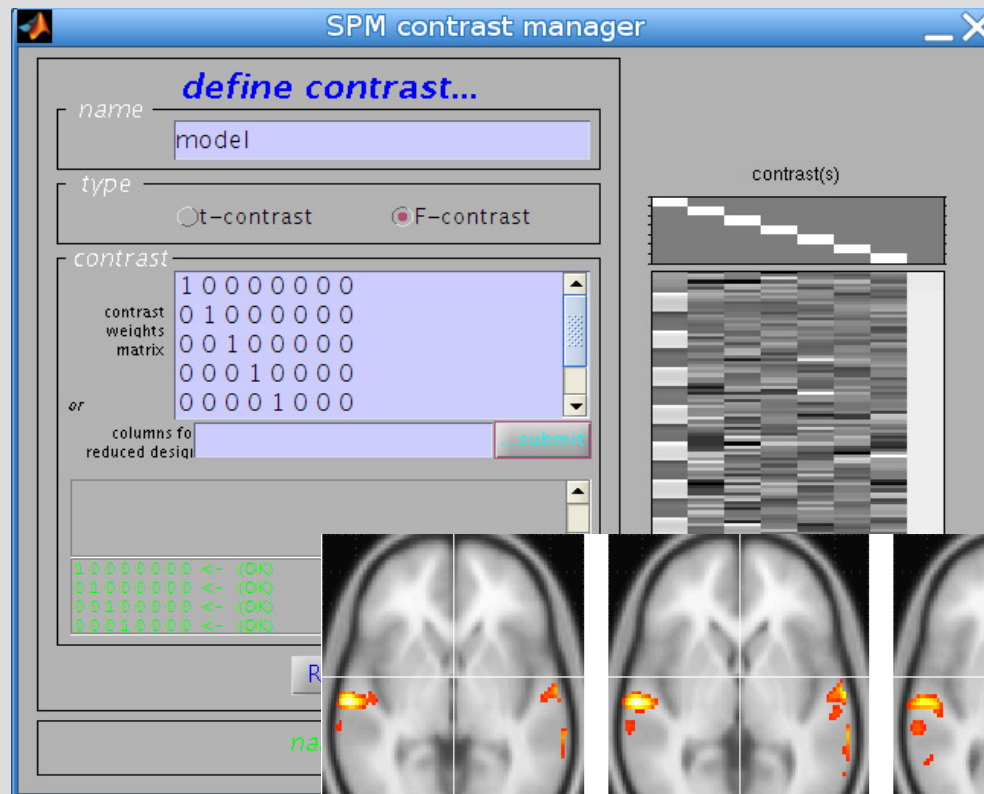 SPM contrast manager
define contrast...
name
model
type
t-contrast
F-contrast
contrast
contrast
weights
matrix
1 0 0 0 0 0 0 0
0 1 0 0 0 0 0 0
0 0 1 0 0 0 0 0
0 0 0 1 0 0 0 0
0 0 0 0 1 0 0 0
or
columns fo
reduced desig
...submit
1 0 0 0 0 0 0 0 <- (OK)
0 1 0 0 0 0 0 0 <- (OK)
0 0 1 0 0 0 0 0 <- (OK)
0 0 0 1 0 0 0 0 <- (OK)
R
na
contrast(s)